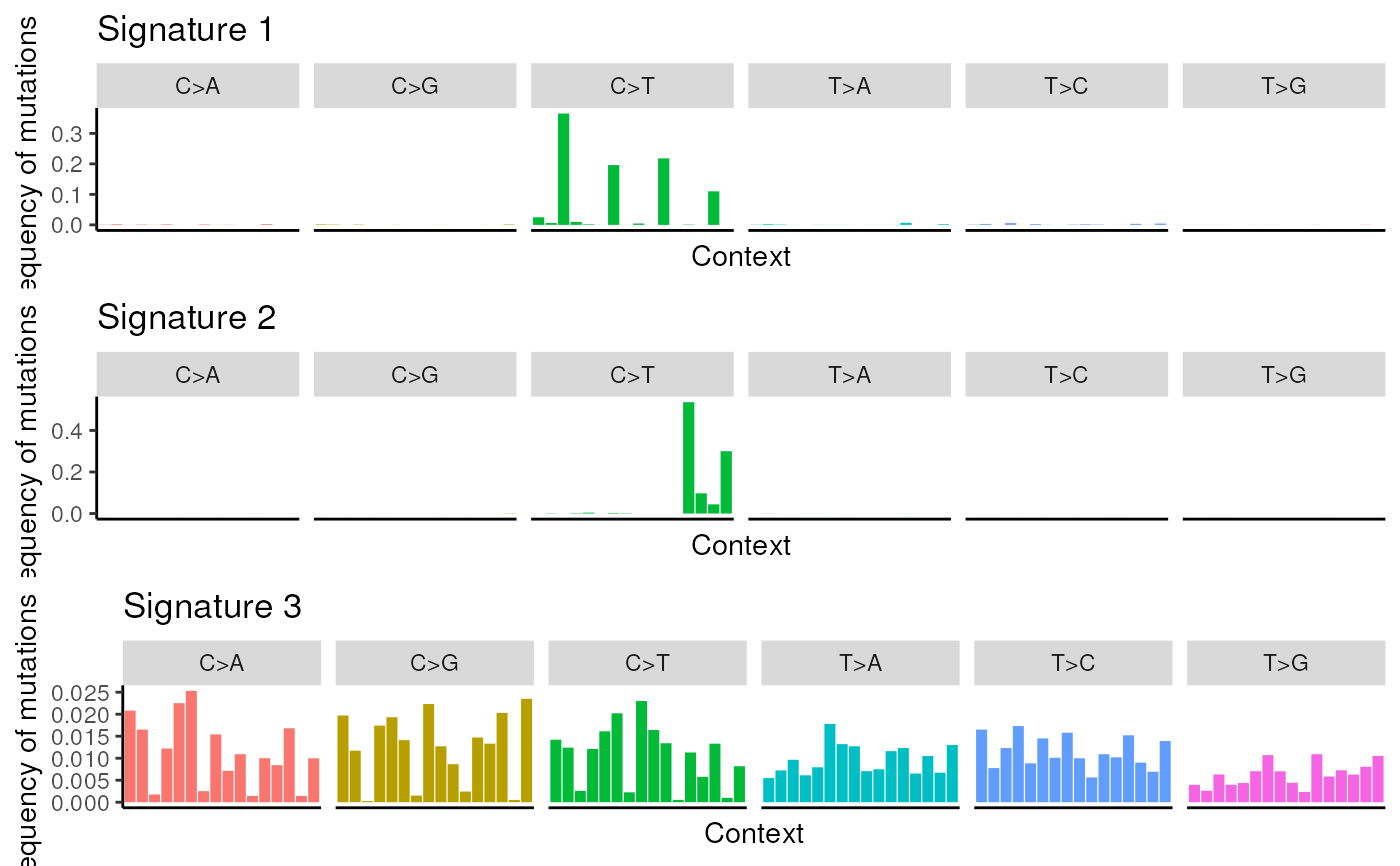 Signature 1
C>A C>G C>T T>A T>C T>G
equency of mutations
0.3
0.2
0.1
0.0
Context
Signature 2
C>A C>G C>T T>A T>C T>G
equency of mutations
0.4
0.2
0.0
Context
Signature 3
C>A C>G C>T T>A T>C T>G
equency of mutations
0.025
0.020
0.015
0.010
0.005
0.000
Context